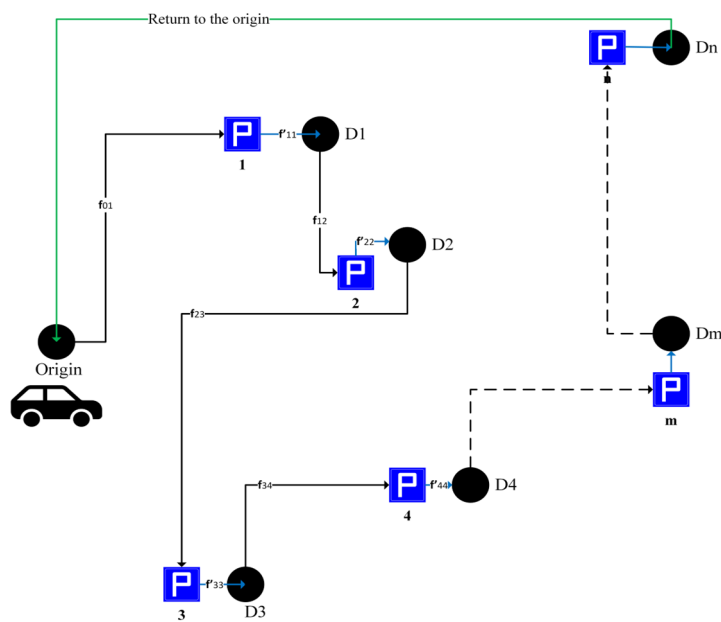 Return to the origin
P
Dn
n
P
f'11
D1
1
f01
f12
f'22
D2
P
2
f23
Origin
Dm
P
m
f34
P
f'44
D4
4
P
f'33
3
D3